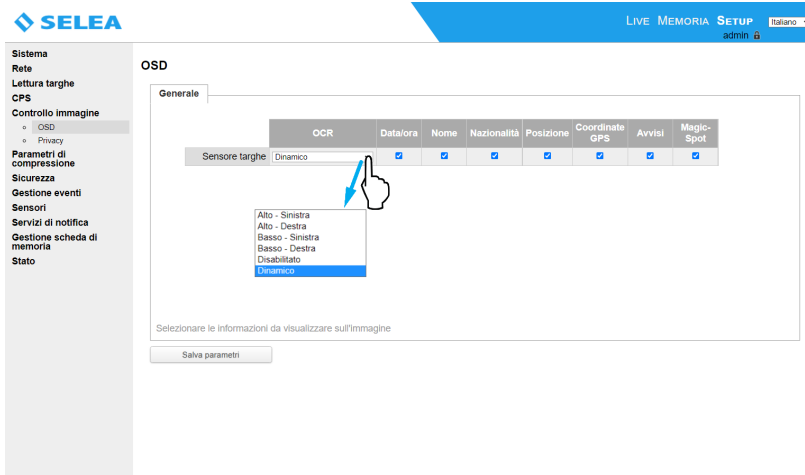 SELEA
LIVE MEMORIA SETUP Italiano
admin
Sistema
Rete
Lettura targhe
CPS
Controllo immagine
OSD
Privacy
Parametri di
compressione
Sicurezza
Gestione eventi
Sensori
Servizi di notifica
Gestione scheda di
memoria
Stato
OSD
Generale
OCR Data/ora Nome Nazionalità Posizione Coordinate GPS Avvisi Magic-Spot
Sensore targhe Dinamico
Alto - Sinistra
Alto - Destra
Basso - Sinistra
Basso - Destra
Disabilitato
Dinamico
Selezionare le informazioni da visualizzare sull'immagine
Salva parametri